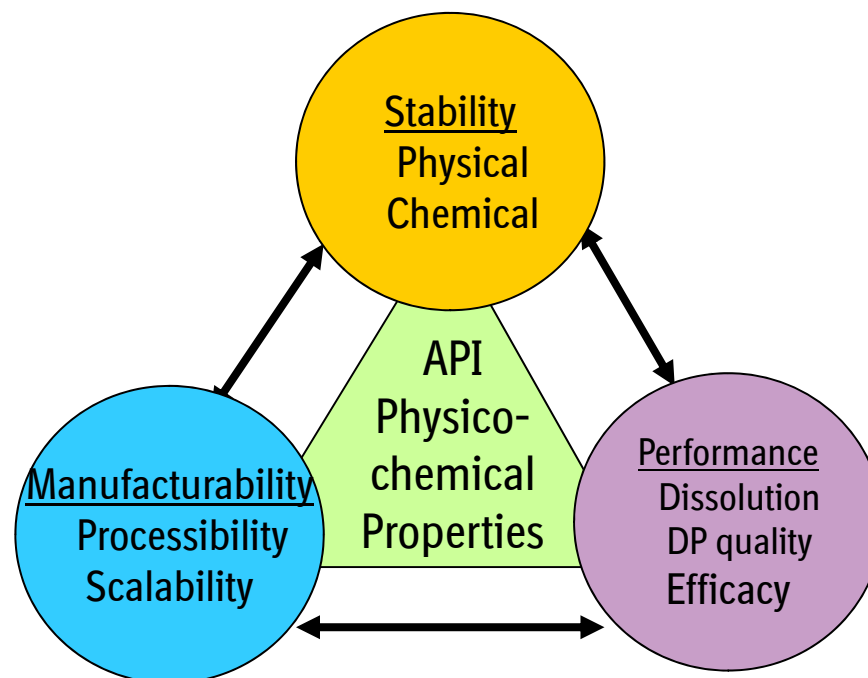 Stability
Physical
Chemical
API
Physico-
chemical
Properties
Manufacturability
Processibility
Scalability
Performance
Dissolution
DP quality
Efficacy